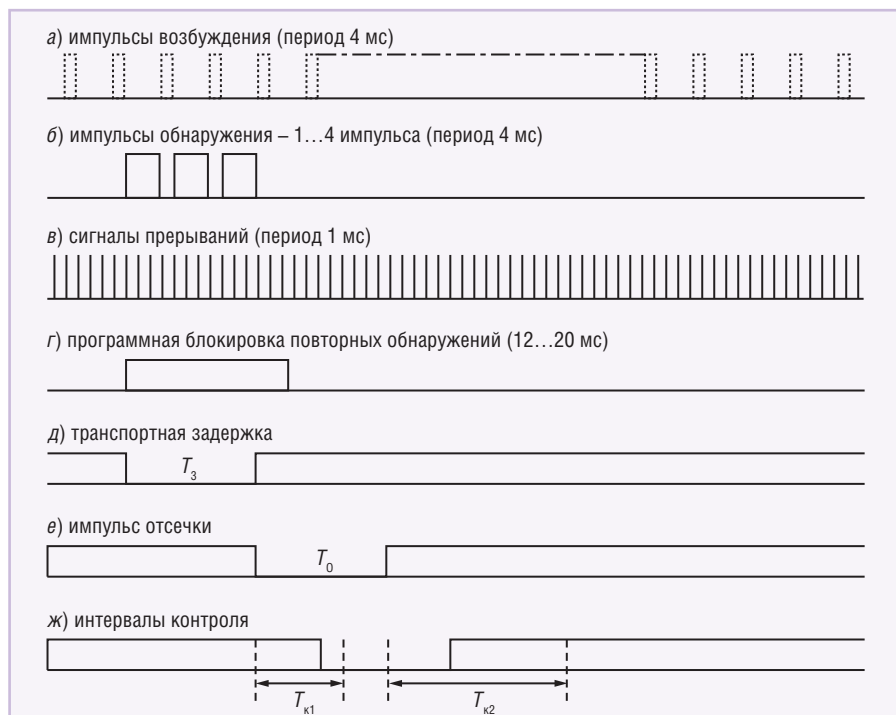 а) импульсы возбуждения (период 4 мс)
б) импульсы обнаружения – 1…4 импульса (период 4 мс)
в) сигналы прерываний (период 1 мс)
г) программная блокировка повторных обнаружений (12…20 мс)
д) транспортная задержка
Tз
е) импульс отсечки
T0
ж) интервалы контроля
Tк1 Tк2